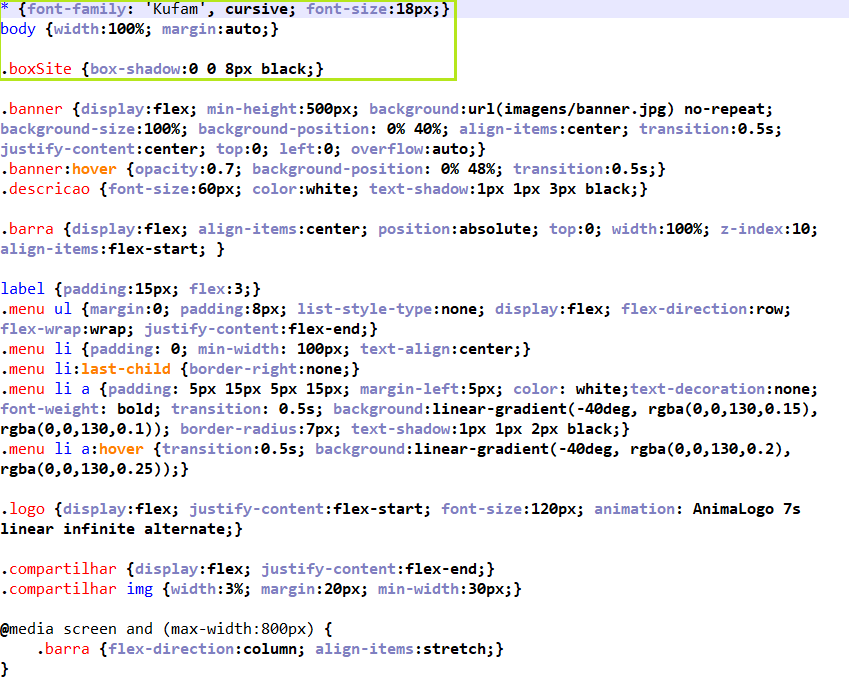 * {font-family: 'Kufam', cursive; font-size:18px;}
body {width:100%; margin:auto;}
.boxSite {box-shadow:0 0 8px black;}
.banner {display:flex; min-height:500px; background:url(imagens/banner.jpg) no-repeat;
background-size:100%; background-position: 0% 40%; align-items:center; transition:0.5s;
justify-content:center; top:0; left:0; overflow:auto;}
.banner:hover {opacity:0.7; background-position: 0% 48%; transition:0.5s;}
.descricao {font-size:60px; color:white; text-shadow:1px 1px 3px black;}
.barra {display:flex; align-items:center; position:absolute; top:0; width:100%; z-index:10;
align-items:flex-start; }
label {padding:15px; flex:3;}
.menu ul {margin:0; padding:8px; list-style-type:none; display:flex; flex-direction:row;
flex-wrap:wrap; justify-content:flex-end;}
.menu li {padding: 0; min-width: 100px; text-align:center;}
.menu li:last-child {border-right:none;}
.menu li a {padding: 5px 15px 5px 15px; margin-left:5px; color: white;text-decoration:none;
font-weight: bold; transition: 0.5s; background:linear-gradient(-40deg, rgba(0,0,130,0.15),
rgba(0,0,130,0.1)); border-radius:7px; text-shadow:1px 1px 2px black;}
.menu li a:hover {transition:0.5s; background:linear-gradient(-40deg, rgba(0,0,130,0.2),
rgba(0,0,130,0.25));}
.logo {display:flex; justify-content:flex-start; font-size:120px; animation: AnimaLogo 7s
linear infinite alternate;}
.compartilhar {display:flex; justify-content:flex-end;}
.compartilhar img {width:3%; margin:20px; min-width:30px;}
@media screen and (max-width:800px) {
.barra {flex-direction:column; align-items:stretch;}
}